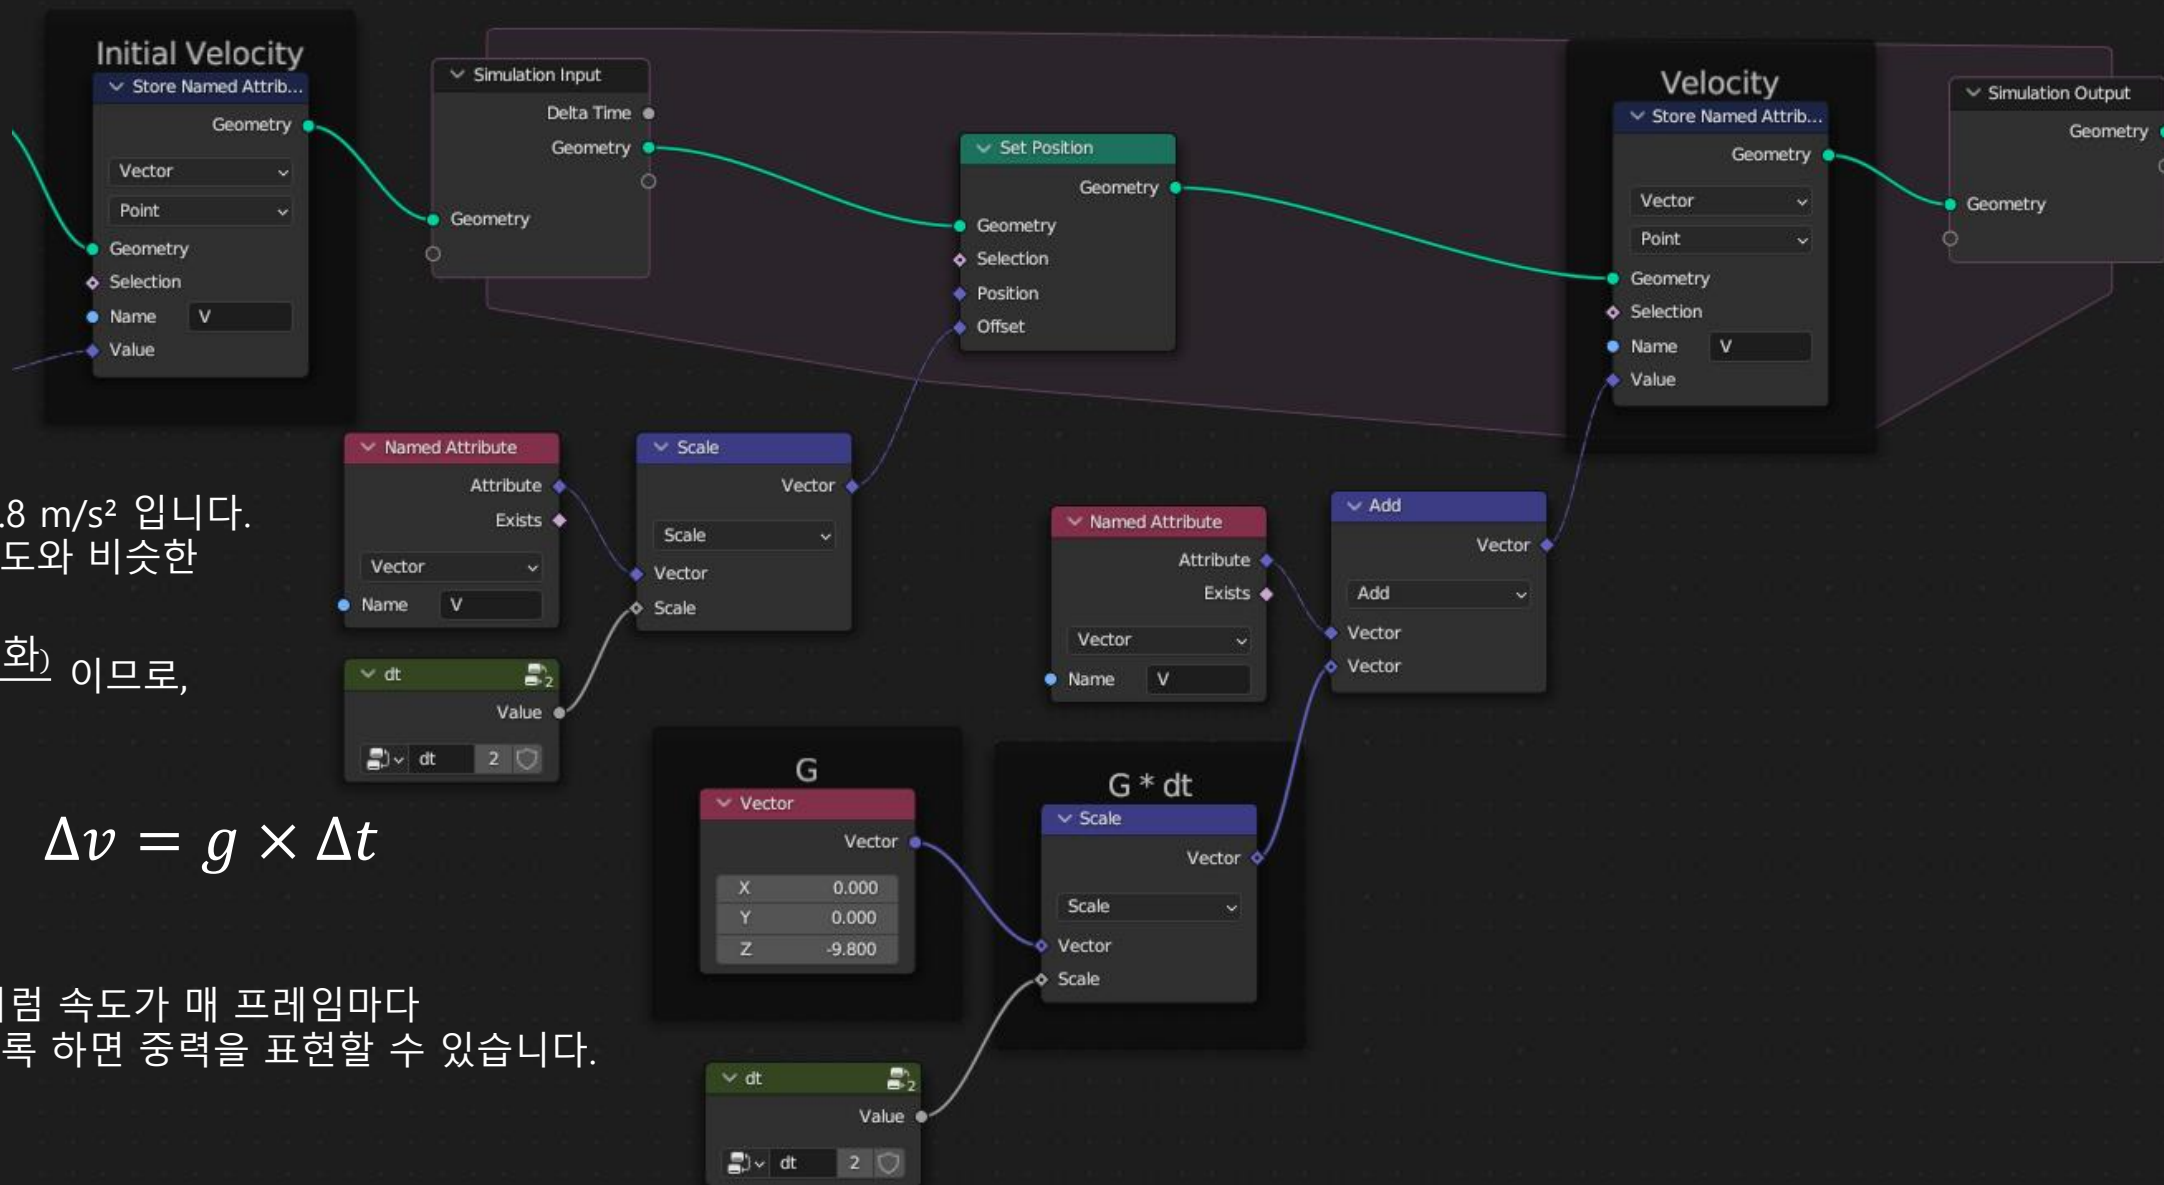 Initial Velocity
Store Named Attrib...
Geometry
Vector
Point
Geometry
Selection
Name V
Value
Simulation Input
Delta Time
Geometry
Geometry
Set Position
Geometry
Geometry
Selection
Position
Offset
Velocity
Store Named Attrib...
Geometry
Vector
Point
Geometry
Selection
Name V
Value
Simulation Output
Geometry
Geometry
Named Attribute
Attribute
Exists
Vector
Name V
Scale
Vector
Scale
Vector
Scale
dt
2
Value
dt 2
Named Attribute
Attribute
Exists
Vector
Name V
Add
Vector
Add
Vector
Vector
G
Vector
Vector
X 0.000
Y 0.000
Z -9.800
G * dt
Scale
Vector
Scale
Vector
Scale
dt
2
Value
dt 2
.8 m/s² 입니다.
도와 비슷한
화) 이므로,
Δv = g × Δt
럼 속도가 매 프레임마다
록 하면 중력을 표현할 수 있습니다.